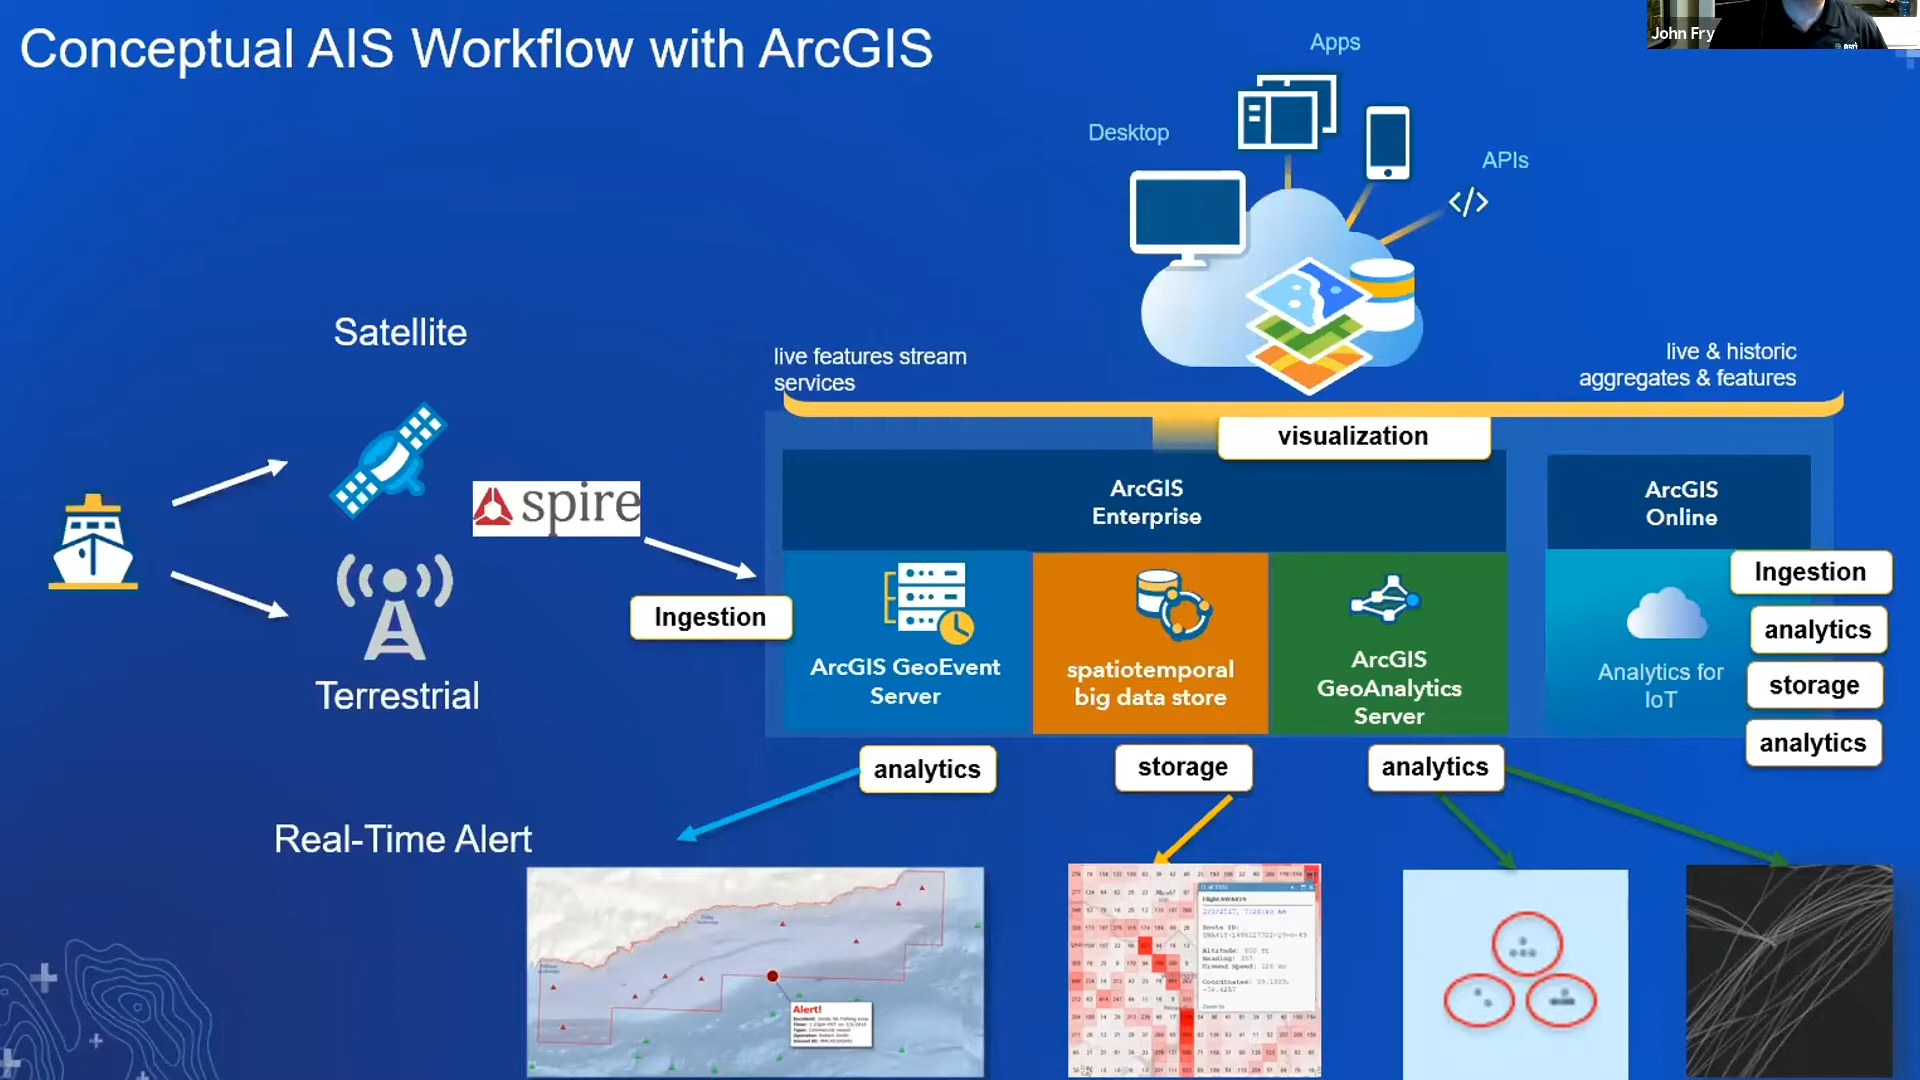 Conceptual AIS Workflow with ArcGIS
John Fry
Apps
Desktop
APIs
Satellite
live features stream
services
live & historic
aggregates & features
visualization
spire
ArcGIS
Enterprise
ArcGIS
Online
Ingestion
ArcGIS GeoEvent
Server
spatiotemporal
big data store
ArcGIS
GeoAnalytics
Server
Analytics for
IoT
Ingestion
analytics
storage
analytics
Terrestrial
analytics
storage
analytics
Real-Time Alert
Alert!